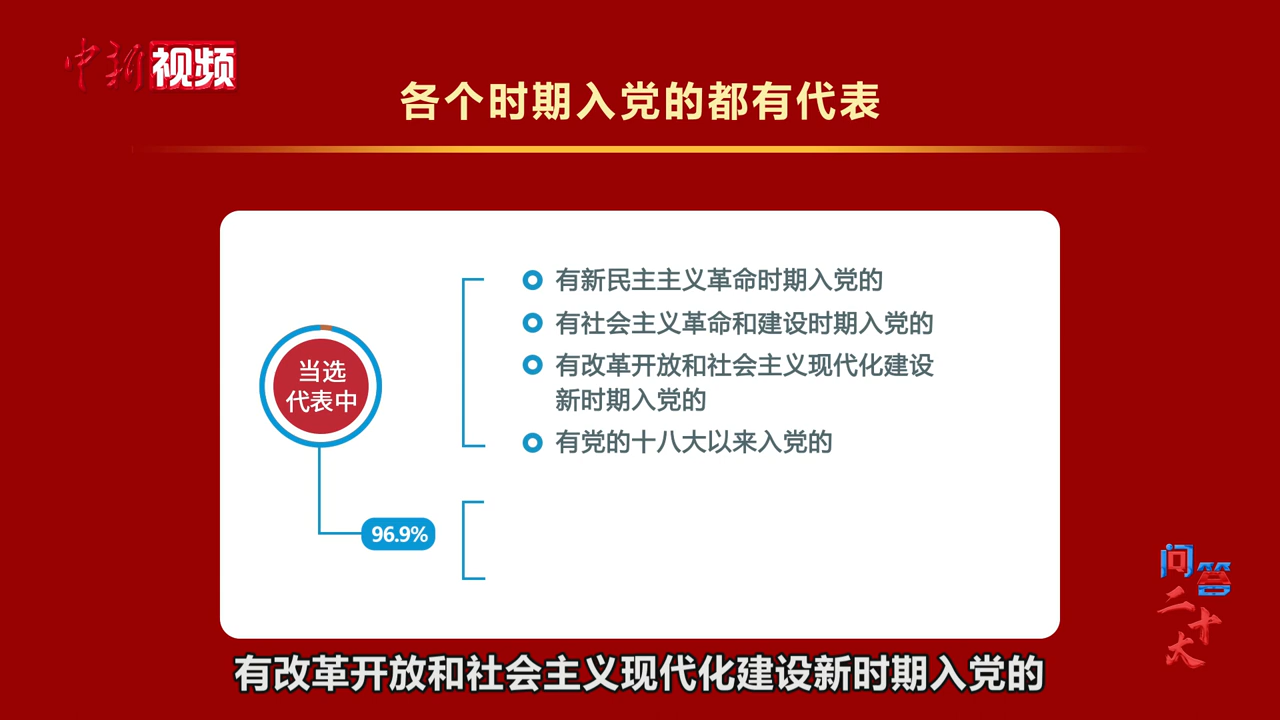 中新视频
各个时期入党的都有代表
当选
代表中
96.9%
有新民主主义革命时期入党的
有社会主义革命和建设时期入党的
有改革开放和社会主义现代化建设
新时期入党的
有党的十八大以来入党的
问答
二十大
有改革开放和社会主义现代化建设新时期入党的